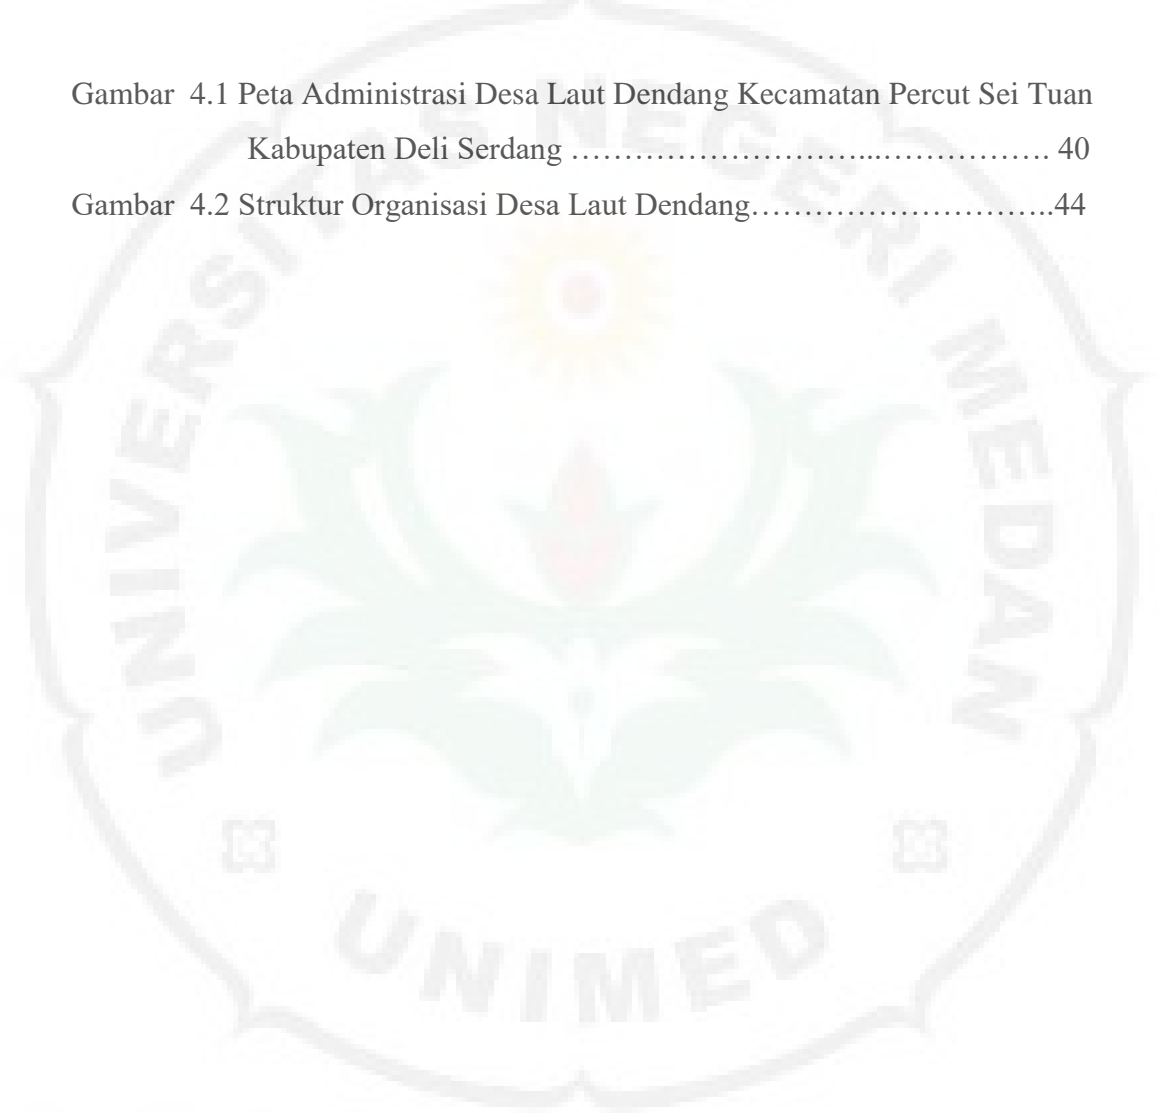 Gambar  4.1 Peta Administrasi Desa Laut Dendang Kecamatan Percut Sei Tuan
Kabupaten Deli Serdang ………………………...……………. 40
Gambar  4.2 Struktur Organisasi Desa Laut Dendang………………………..44
UNIVERSITAS NEGERI MEDAN
UNIMED